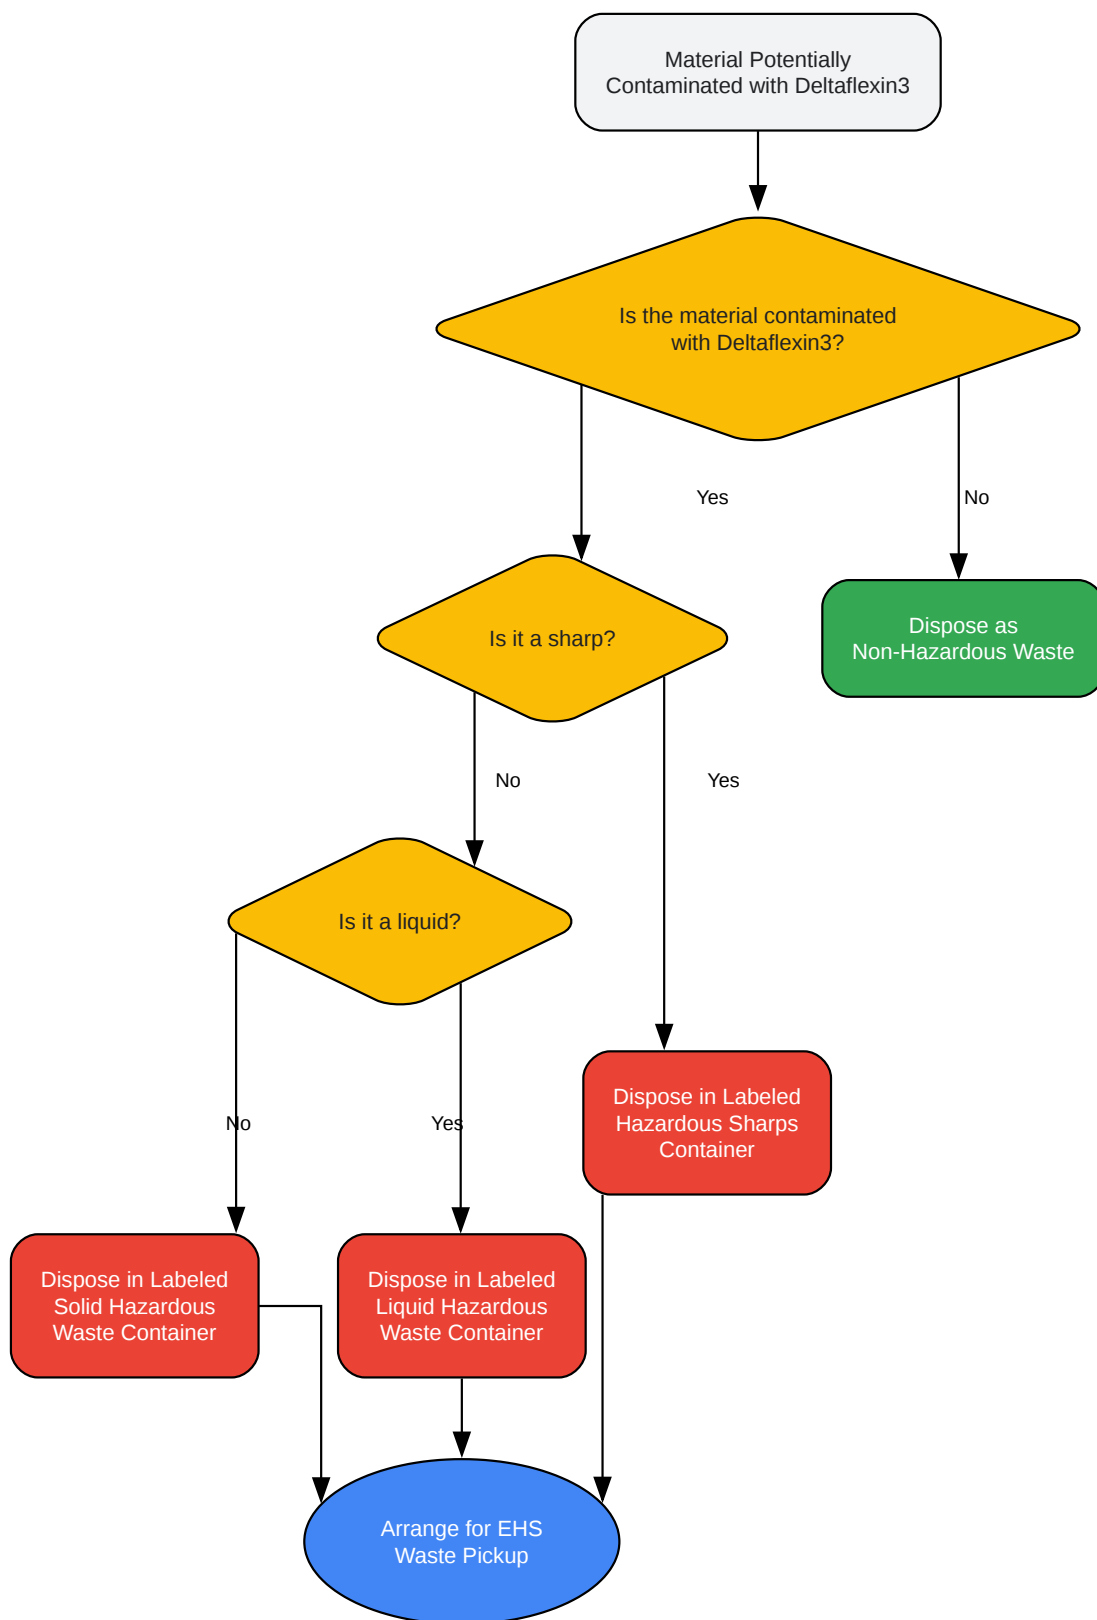 Material Potentially
Contaminated with Deltaflexin3
Is the material contaminated
with Deltaflexin3?
Yes
No
Is it a sharp?
Dispose as
Non-Hazardous Waste
No
Yes
Is it a liquid?
Dispose in Labeled
Hazardous Sharps
Container
No
Yes
Dispose in Labeled
Solid Hazardous
Waste Container
Dispose in Labeled
Liquid Hazardous
Waste Container
Arrange for EHS
Waste Pickup